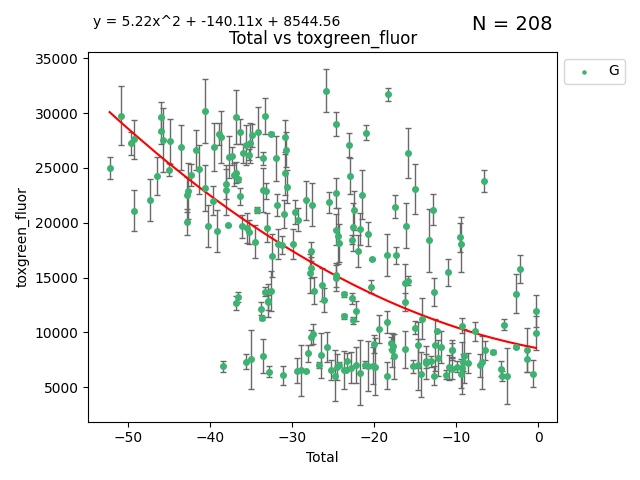 y = 5.22x^2 + -140.11x + 8544.56
N = 208
Total vs toxgreen_fluor
G
35000
30000
25000
20000
15000
10000
5000
toxgreen_fluor
−50 −40 −30 −20 −10 0
Total